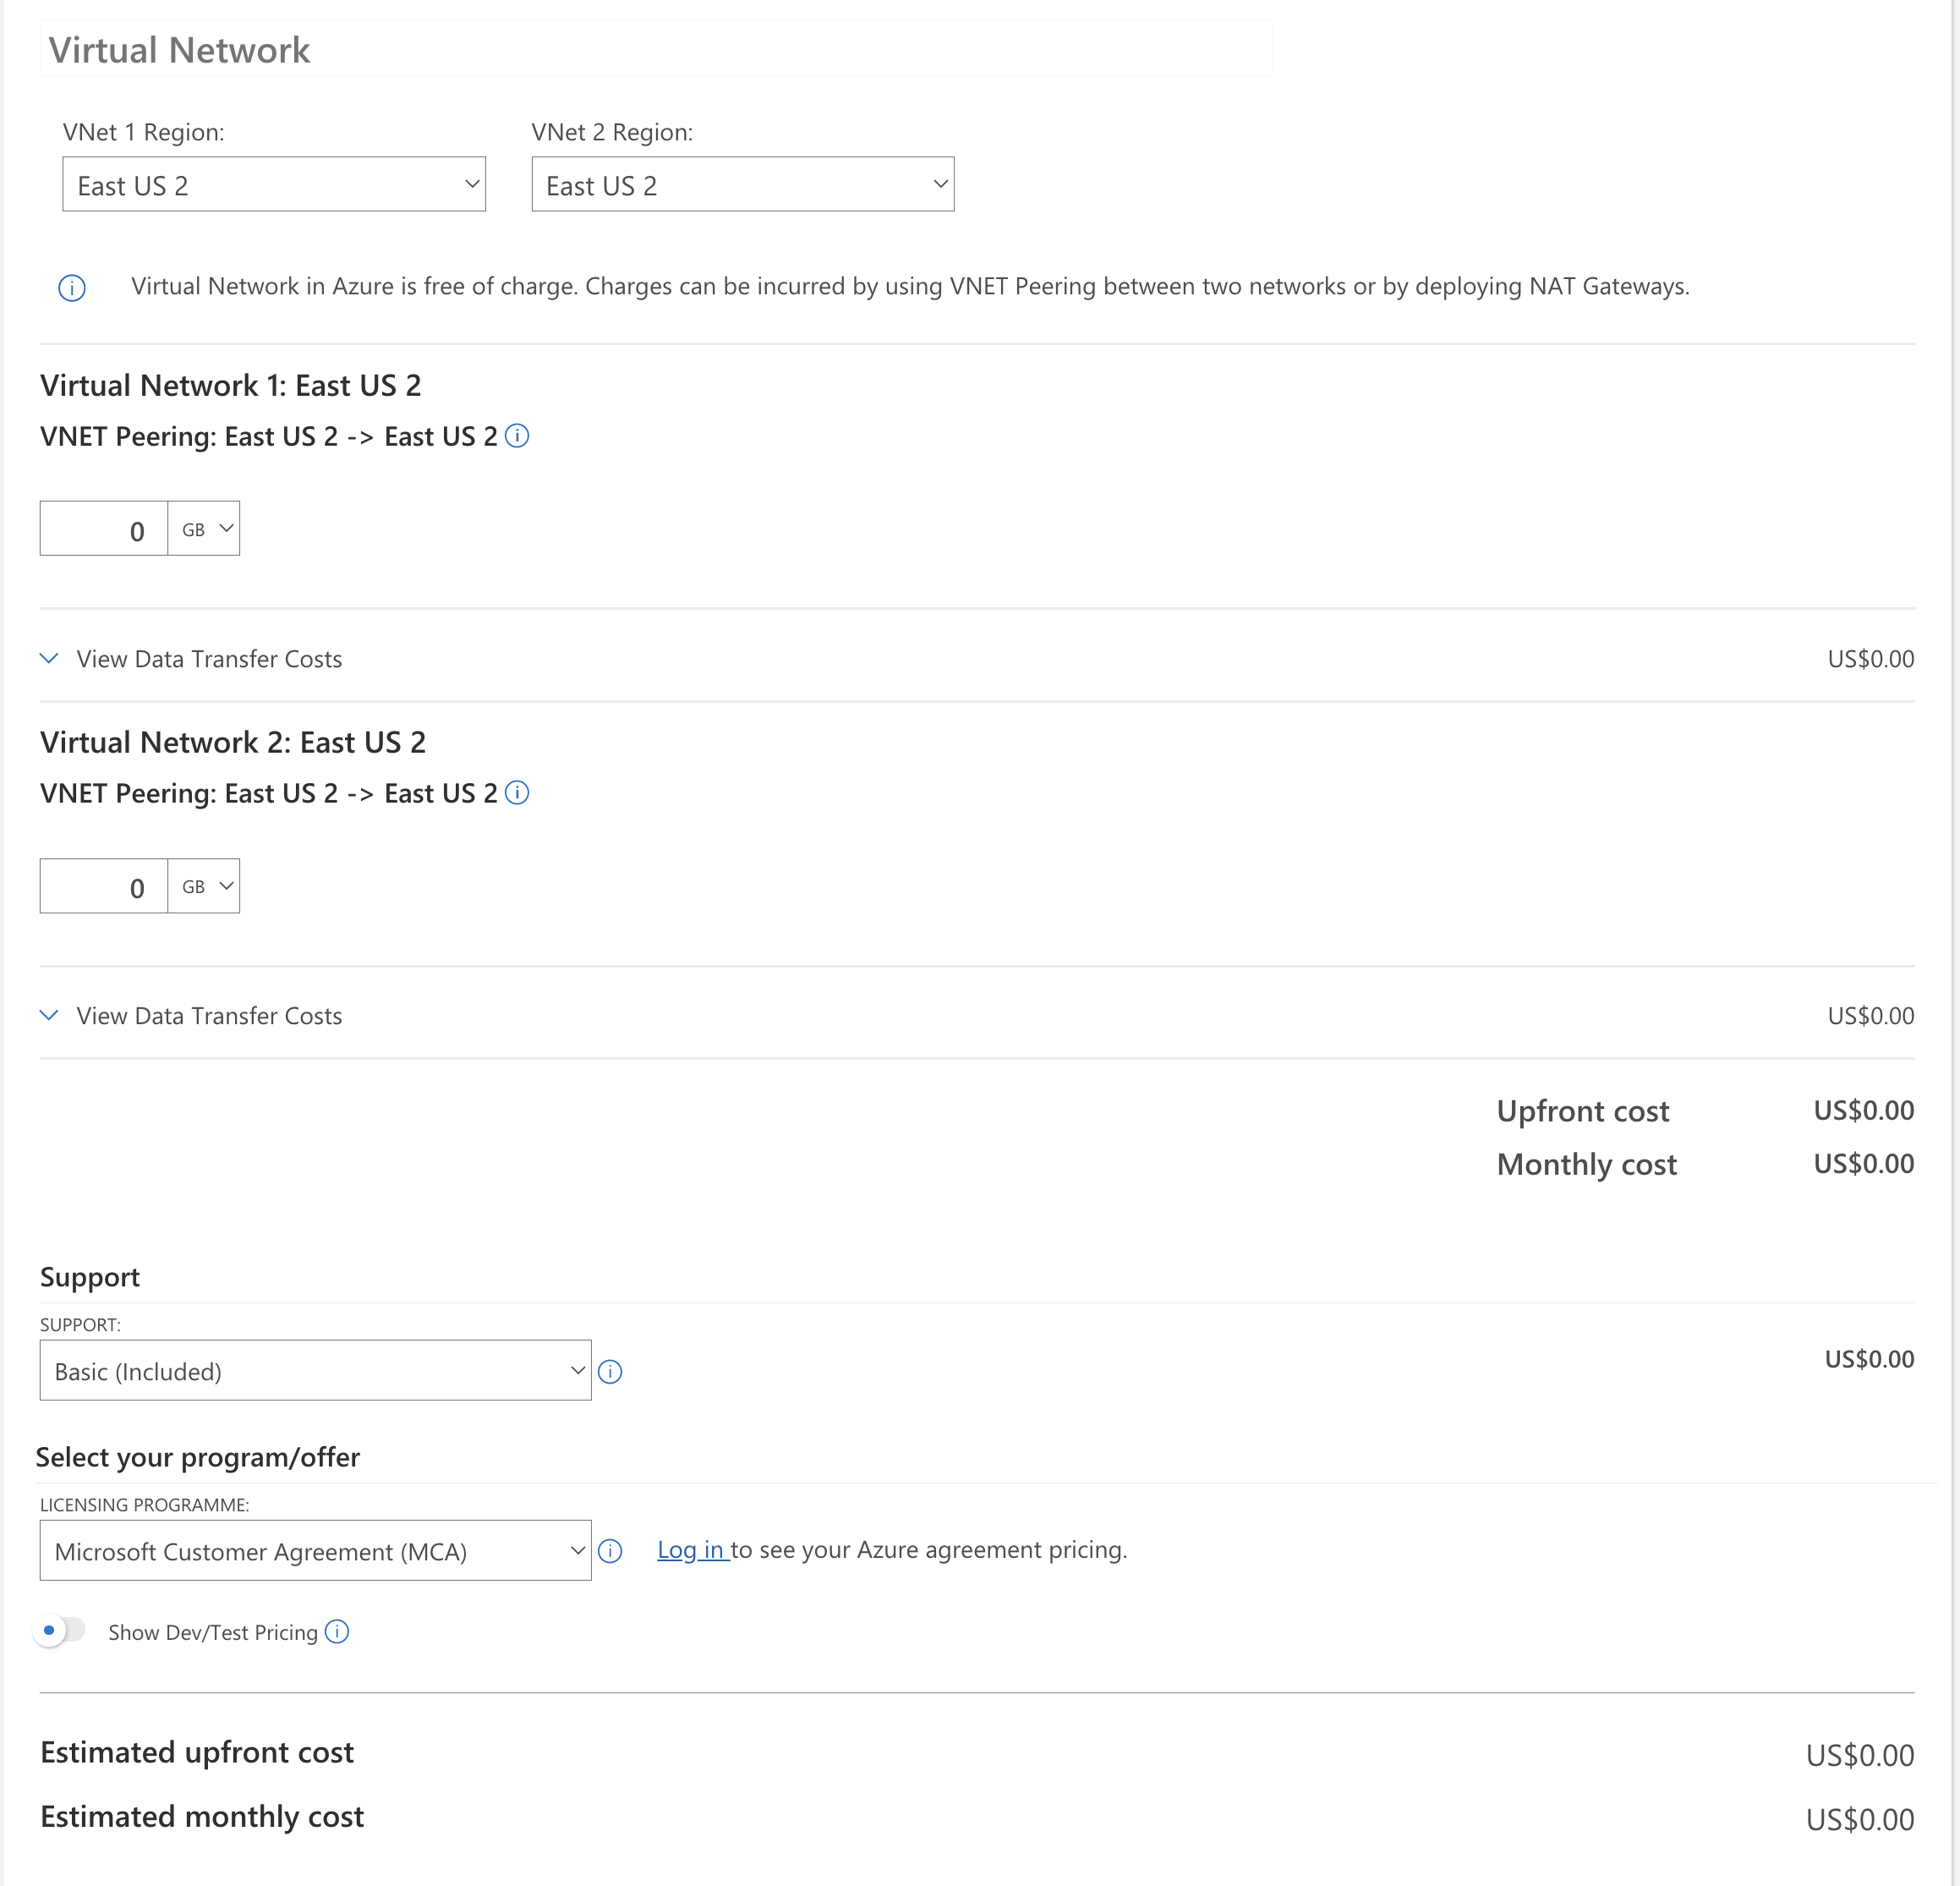 Virtual Network
VNet 1 Region: VNet 2 Region:
East US 2 East US 2
Virtual Network in Azure is free of charge. Charges can be incurred by using VNET Peering between two networks or by deploying NAT Gateways.
Virtual Network 1: East US 2
VNET Peering: East US 2 -> East US 2
0 GB
View Data Transfer Costs US$0.00
Virtual Network 2: East US 2
VNET Peering: East US 2 -> East US 2
0 GB
View Data Transfer Costs US$0.00
Upfront cost US$0.00
Monthly cost US$0.00
Support
SUPPORT:
Basic (Included) US$0.00
Select your program/offer
LICENSING PROGRAMME:
Microsoft Customer Agreement (MCA) Log in to see your Azure agreement pricing.
Show Dev/Test Pricing
Estimated upfront cost US$0.00
Estimated monthly cost US$0.00